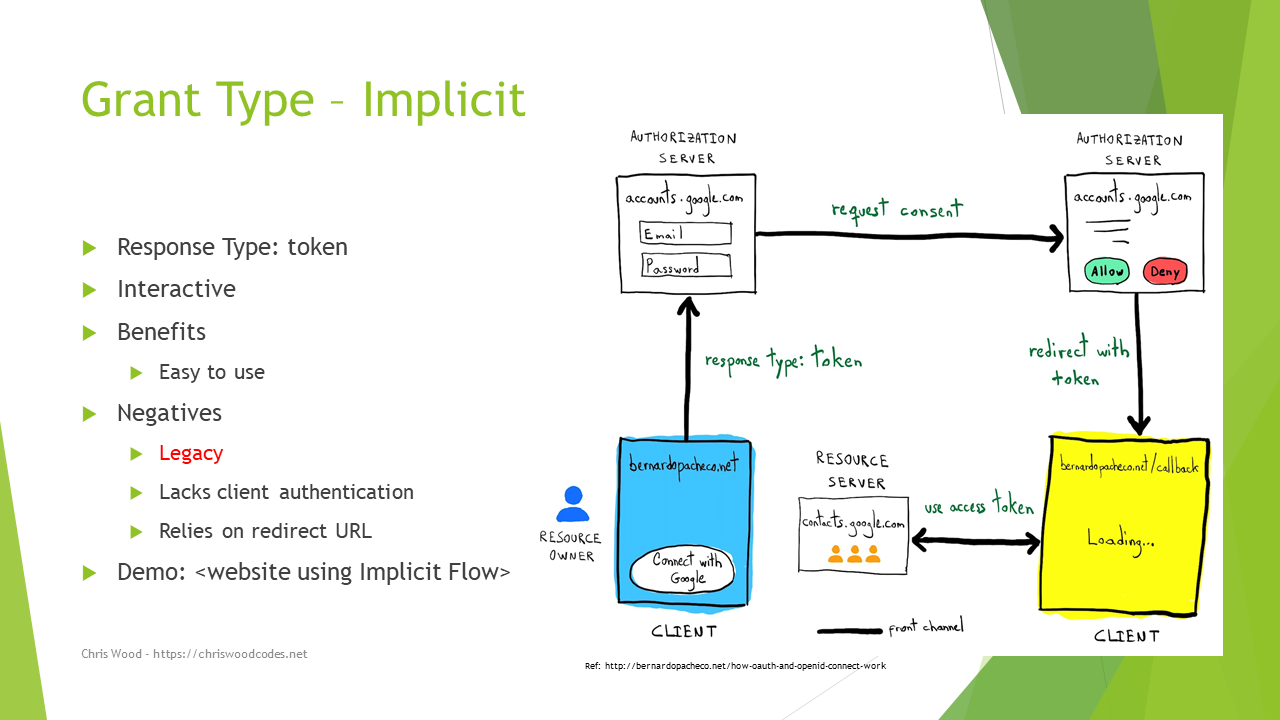 Grant Type – Implicit
Response Type: token
Interactive
Benefits
Easy to use
Negatives
Legacy
Lacks client authentication
Relies on redirect URL
Demo: <website using Implicit Flow>
AUTHORIZATION
SERVER
accounts.google.com
Email
Password
request consent
AUTHORIZATION
SERVER
accounts.google.com
Allow
Deny
response type: token
redirect with
token
bernardopacheco.net
Connect with
Google
CLIENT
RESOURCE
OWNER
RESOURCE
SERVER
contacts.google.com
use access token
bernardopacheco.net/callback
Loading...
CLIENT
front channel
Chris Wood - https://chriswoodcodes.net
Ref: http://bernardopacheco.net/how-oauth-and-openid-connect-work